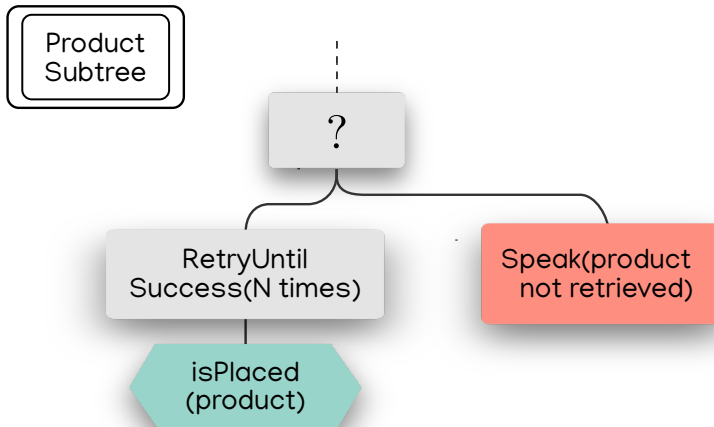 Product
Subtree
?
RetryUntil
Success(N times)
Speak(product
not retrieved)
isPlaced
(product)